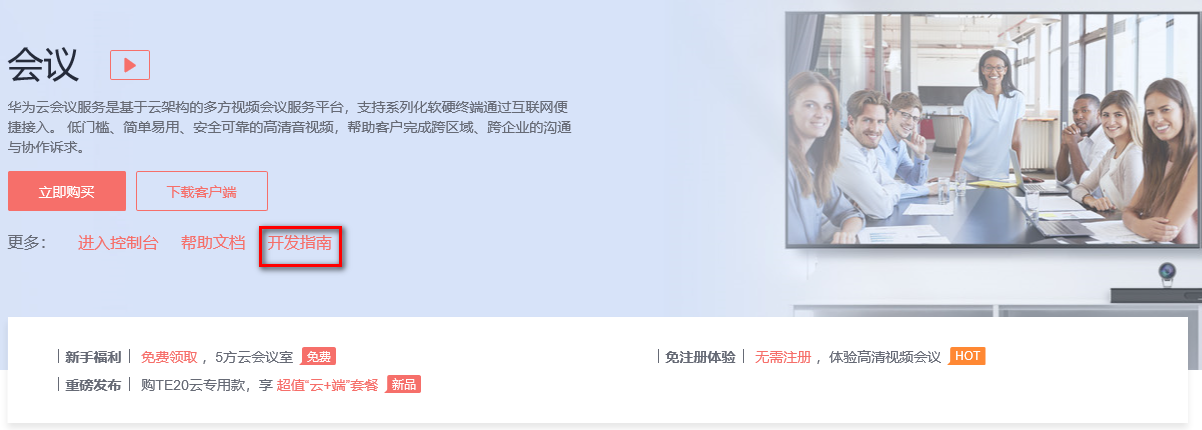 会议
华为云会议服务是基于云架构的多方视频会议服务平台，支持系列化软硬终端通过互联网便
捷接入。 低门槛、简单易用、安全可靠的高清音视频，帮助客户完成跨区域、跨企业的沟通
与协作诉求。
立即购买 下载客户端
更多： 进入控制台 帮助文档 开发指南
新手福利 免费领取 ，5方云会议室 免费
免注册体验 无需注册 ，体验高清视频会议 HOT
重磅发布 购TE20云专用款，享 超值“云+端”套餐 新品